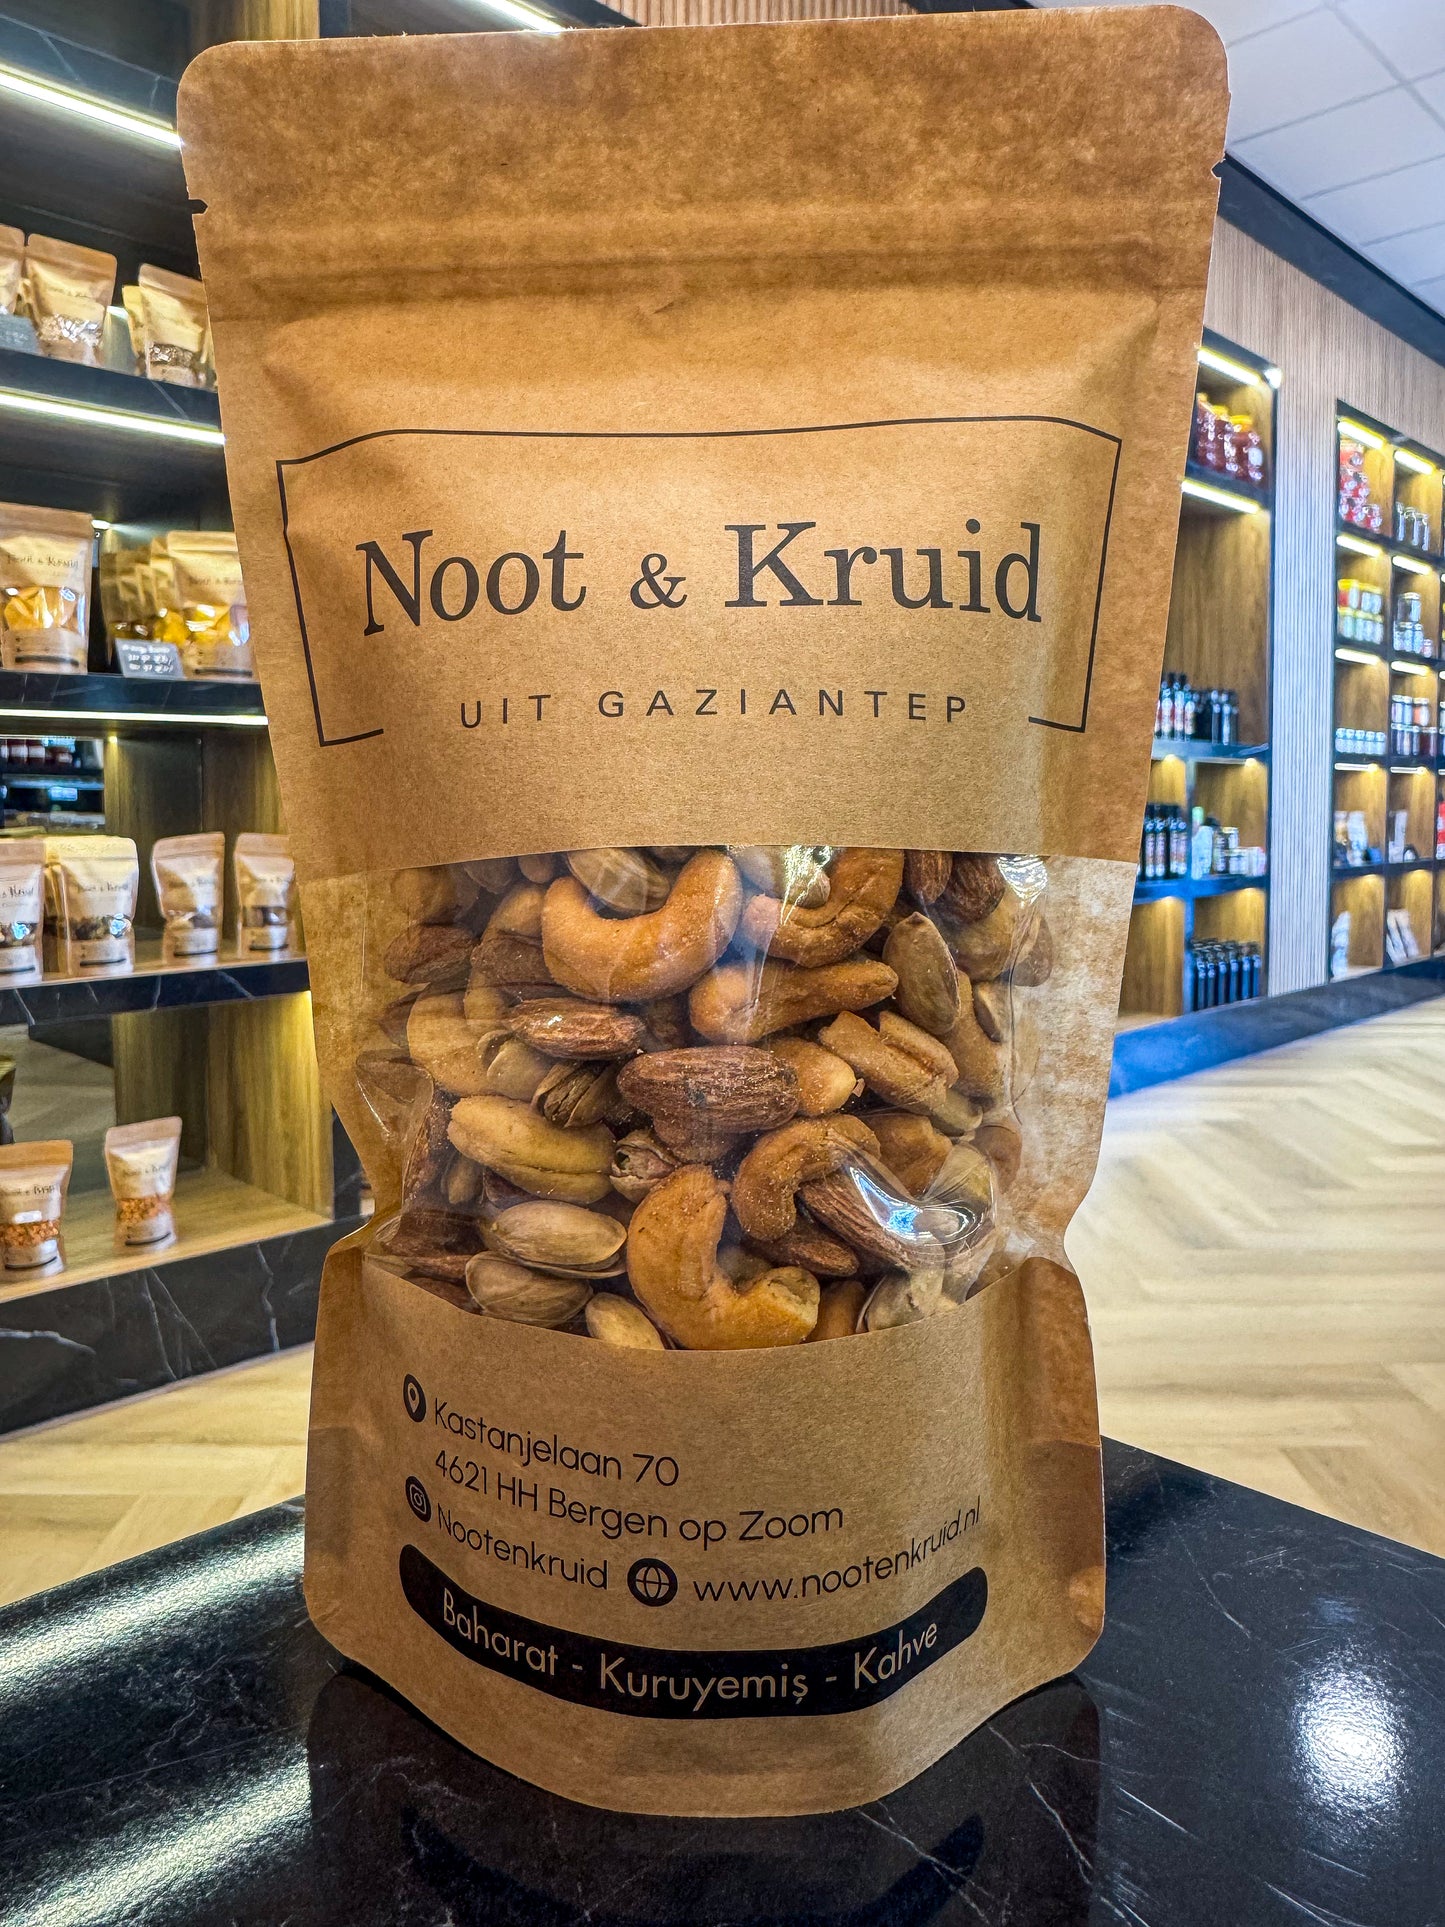 Noot & Kruid
UIT GAZIANTEP
Kastanjelaan 70
4621 HH Bergen op Zoom
Nootenkruid www.nootenkruid.nl
Baharat - Kuruyemiş - Kahve